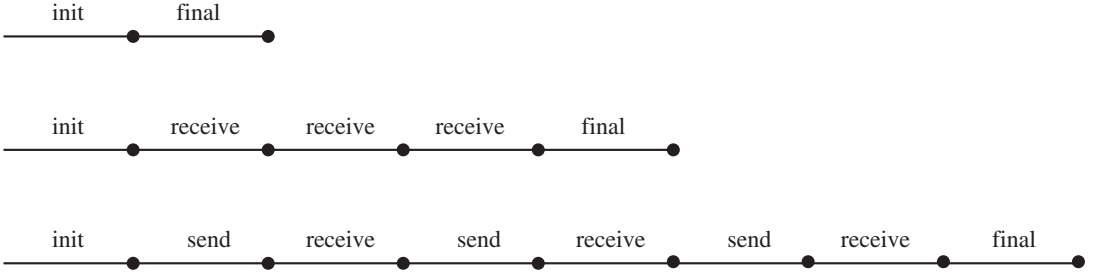 init final
init receive receive receive final
init send receive send receive send receive final